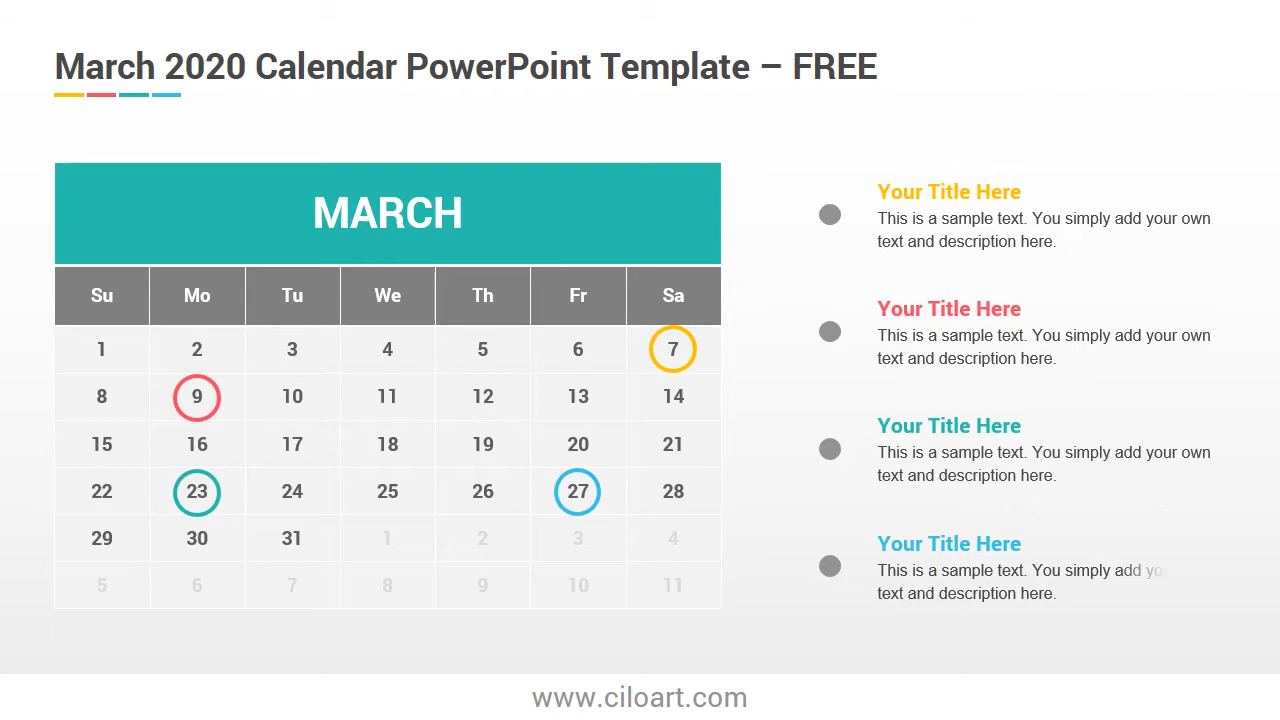 March 2020 Calendar PowerPoint Template – FREE
MARCH
Su Mo Tu We Th Fr Sa
1 2 3 4 5 6 7
8 9 10 11 12 13 14
15 16 17 18 19 20 21
22 23 24 25 26 27 28
29 30 31 1 2 3 4
5 6 7 8 9 10 11
Your Title Here
This is a sample text. You simply add your own
text and description here.
Your Title Here
This is a sample text. You simply add your own
text and description here.
Your Title Here
This is a sample text. You simply add your own
text and description here.
Your Title Here
This is a sample text. You simply add
text and description here.
www.ciloart.com